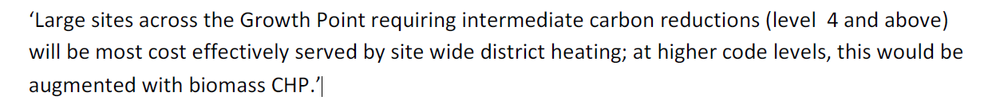 ‘Large sites across the Growth Point requiring intermediate carbon reductions (level  4 and above)
will be most cost effectively served by site wide district heating; at higher code levels, this would be
augmented with biomass CHP.’